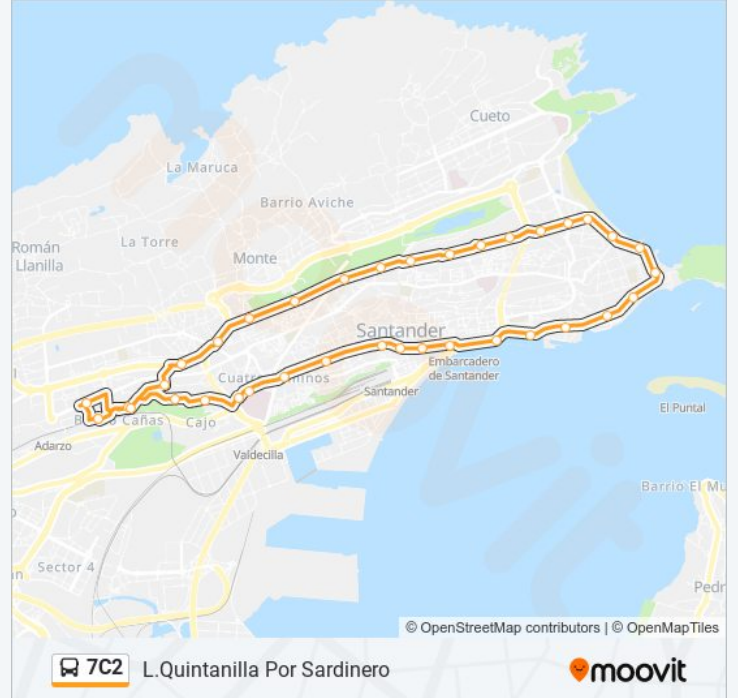 Cueto
La Maruca
Barrio Aviche
Román
Llanilla
La Torre
Monte
Santander
Cuatro
Embarcadero
de Santander
Santander
El Puntal
Cañas
Cajo
Adarzo
Valdecilla
Barrio El Mu
Sector 4
Pedr
© OpenStreetMap contributors | © OpenMapTiles
7C2 L.Quintanilla Por Sardinero
moovit